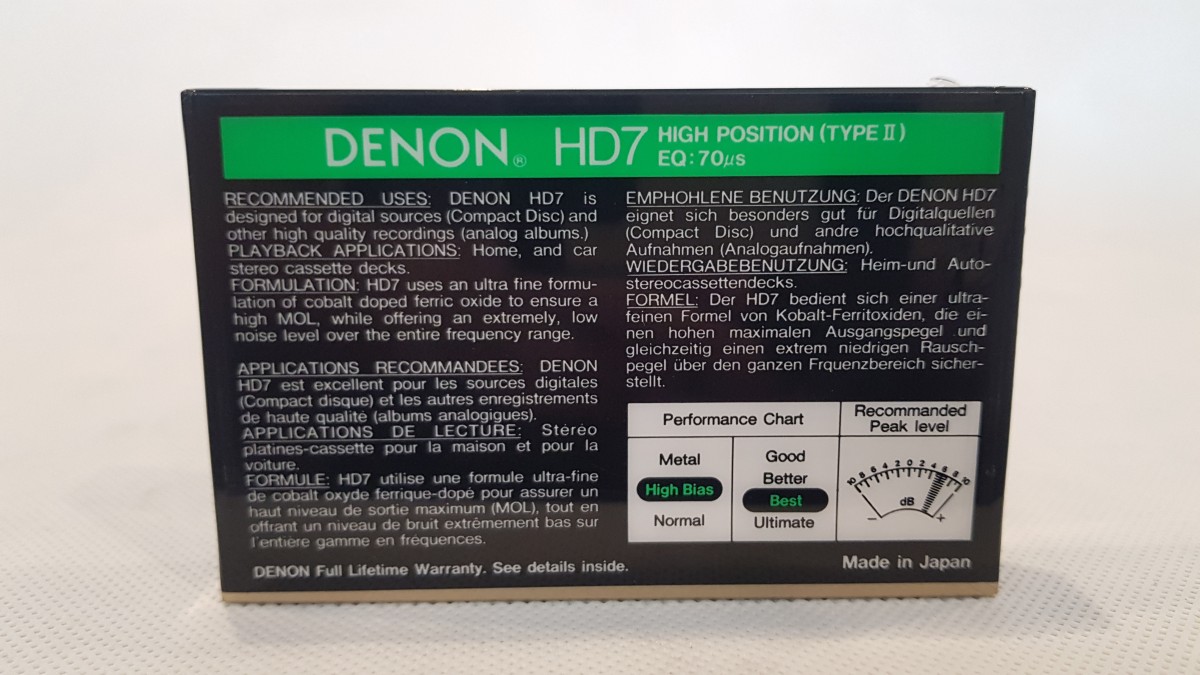 DENON® HD7 HIGH POSITION (TYPE II)
EQ: 70µs
RECOMMENDED USES: DENON HD7 is
designed for digital sources (Compact Disc) and
other high quality recordings (analog albums.)
PLAYBACK APPLICATIONS: Home, and car
stereo cassette decks.
FORMULATION: HD7 uses an ultra fine formu-
lation of cobalt doped ferric oxide to ensure a
high MOL, while offering an extremely, low
noise level over the entire frequency range.
APPLICATIONS RECOMMANDEES: DENON
HD7 est excellent pour les sources digitales
(Compact disque) et les autres enregistrements
de haute qualité (albums analogigues).
APPLICATIONS DE LECTURE: Stéréo
platines-cassette pour la maison et pour la
voiture.
FORMULE: HD7 utilise une formule ultra-fine
de cobalt oxyde ferrique-dopé pour assurer un
haut niveau de sortie maximum (MOL), tout en
offrant un niveau de bruit extrêmement bas sur
l'entière gamme en fréquences.
DENON Full Lifetime Warranty. See details inside.
EMPHOHLENE BENUTZUNG: Der DENON HD7
eignet sich besonders gut für Digitalquellen
(Compact Disc) und andre hochqualitative
Aufnahmen (Analogaufnahmen).
WIEDERGABEBENUTZUNG: Heim-und Auto-
stereocassettendecks.
FORMEL: Der HD7 bedient sich einer ultra-
feinen Formel von Kobalt-Ferritoxiden, die ei-
nen hohen maximalen Ausgangspegel und
gleichzeitig einen extrem niedrigen Rausch-
pegel über den ganzen Frquenzbereich sicher-
stellt.
Performance Chart
Metal
High Bias
Normal
Good
Better
Best
Ultimate
Recommanded
Peak level
10 8 6 4 2 0 2 4 6 8 10
dB
− +
Made in Japan